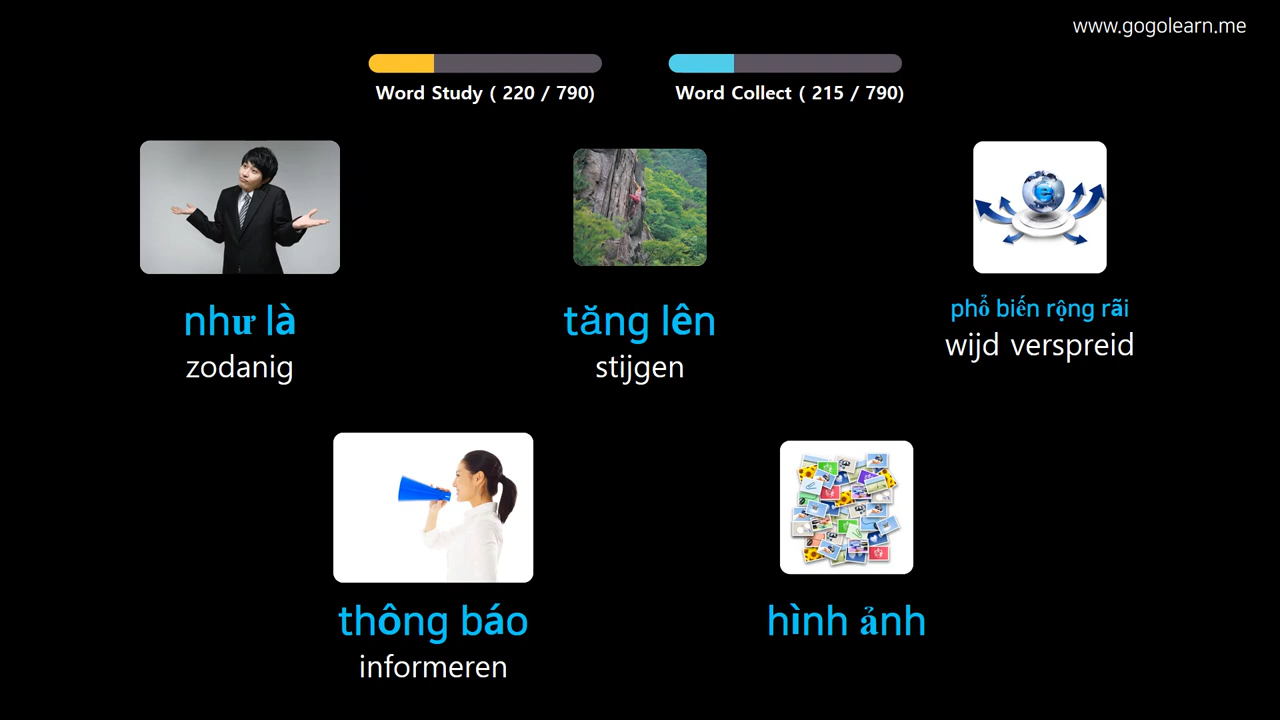 www.gogolearn.me
Word Study ( 220 / 790)
Word Collect ( 215 / 790)
như là
zodanig
tăng lên
stijgen
phổ biến rộng rãi
wijd verspreid
thông báo
informeren
hình ảnh